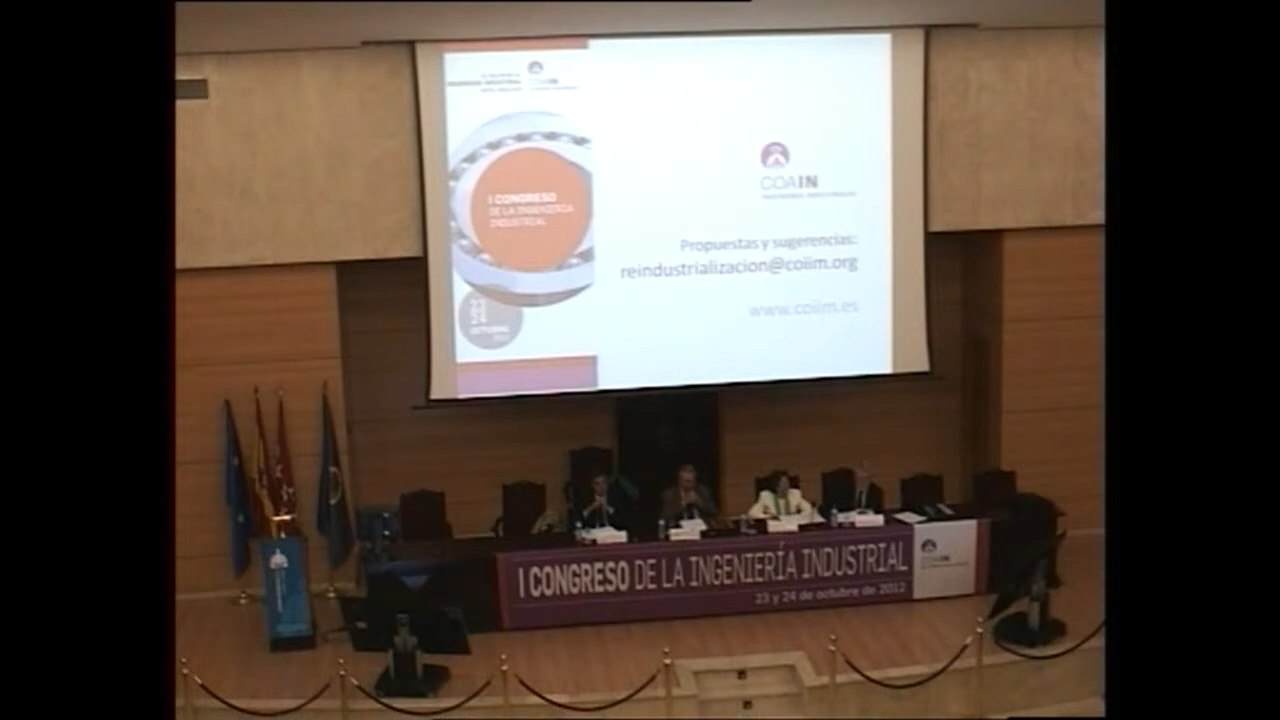 I CONGRESO
DE LA INGENIERÍA
INDUSTRIAL
COAIN
Propuestas y sugerencias:
reindustrializacion@coiim.org
www.coiim.es
I CONGRESO DE LA INGENIERÍA INDUSTRIAL
23 y 24 de octubre de 2012
COAIN